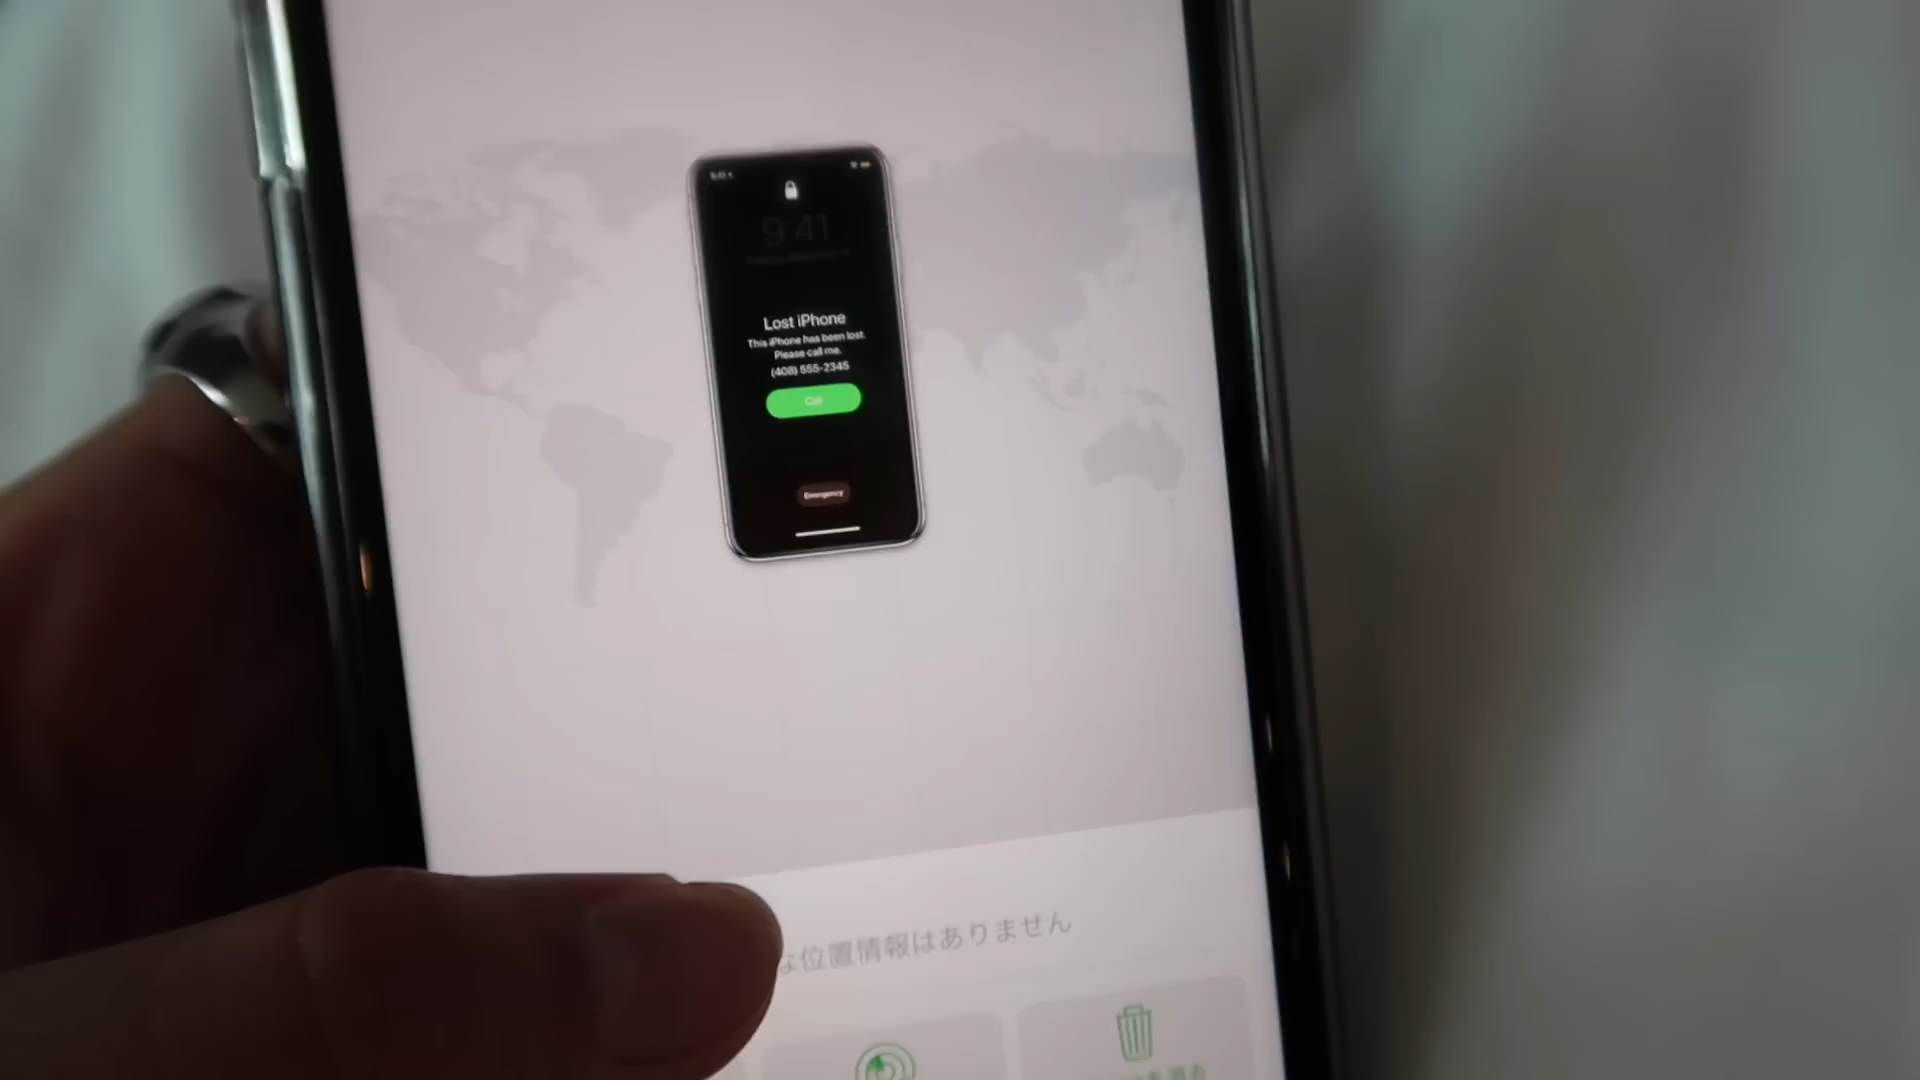 9:41
Lost iPhone
This iPhone has been lost.
Please call me.
(408) 555-2345
Call
Emergency
な位置情報はありません